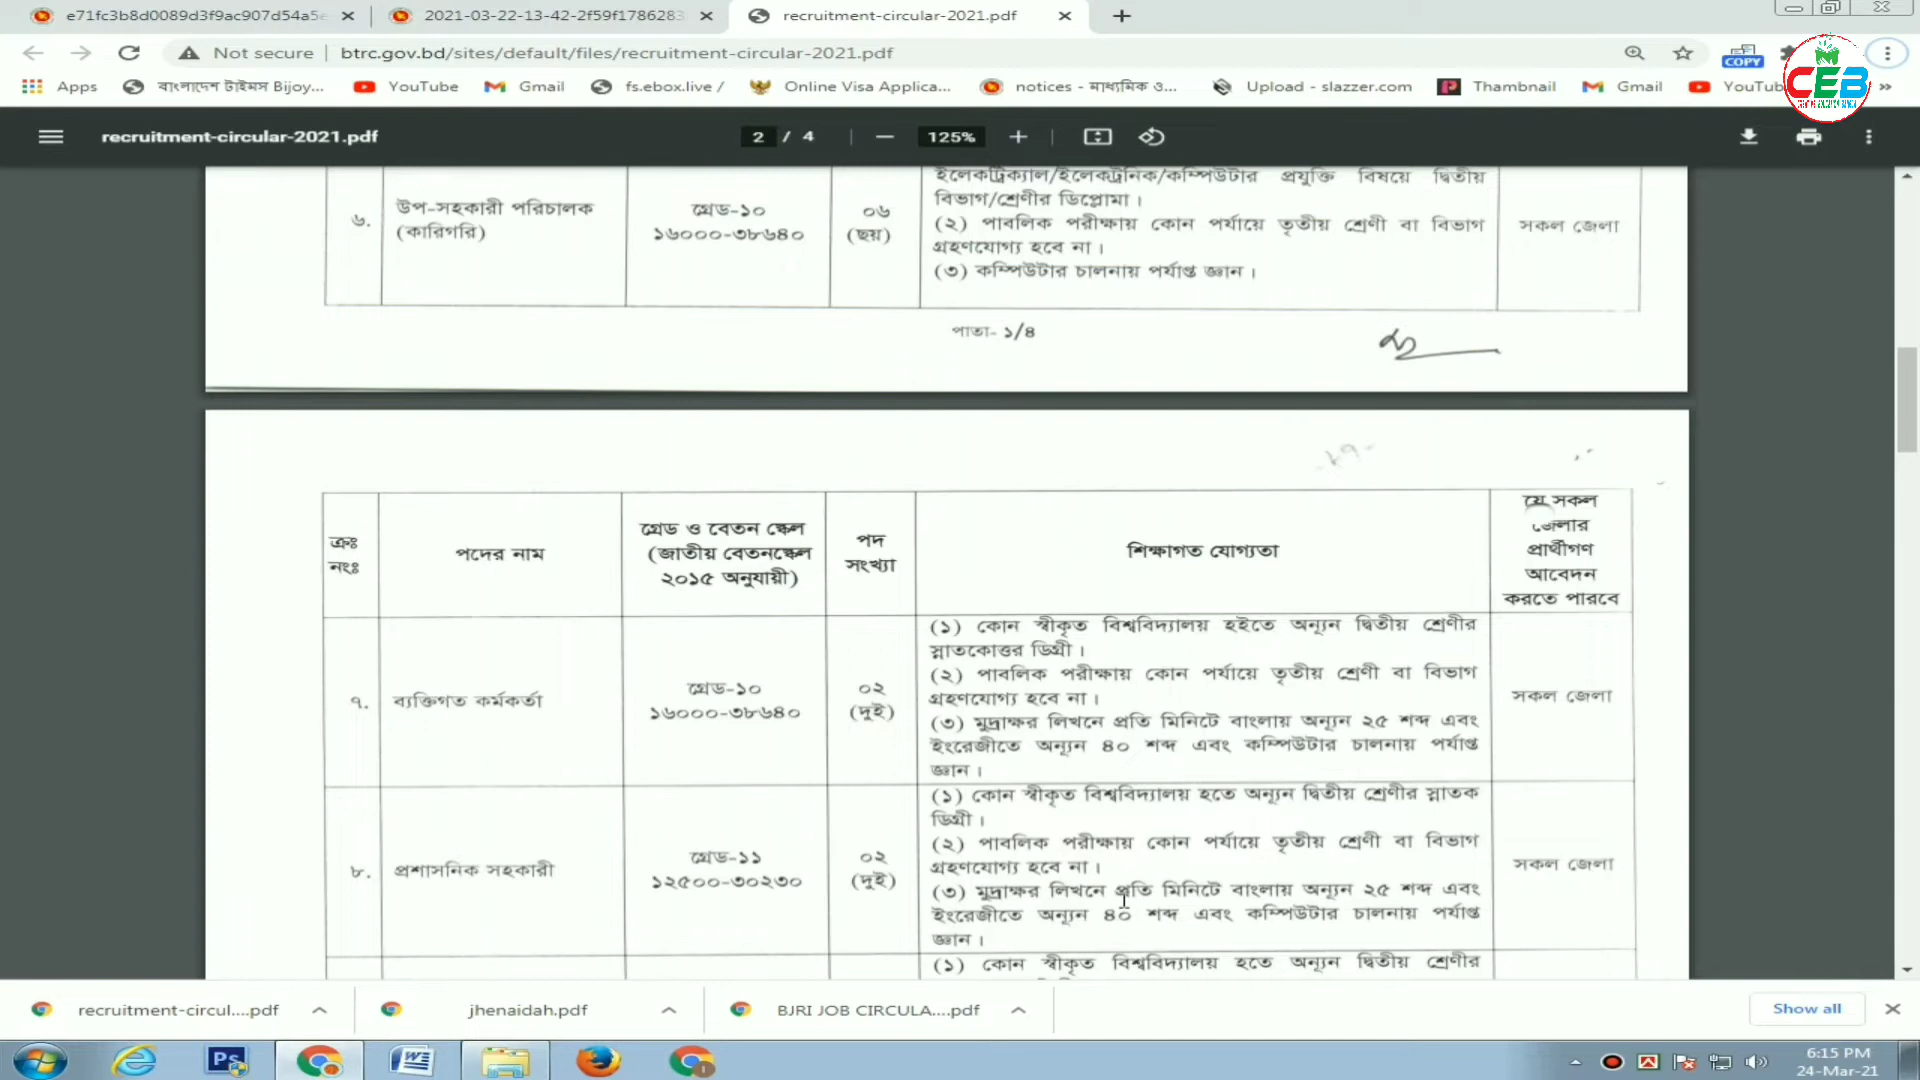 e71fc3b8d0089d3f9ac907d54a5e
2021-03-22-13-42-2f59f1786283
recruitment-circular-2021.pdf
Not secure
btrc.gov.bd/sites/default/files/recruitment-circular-2021.pdf
COPY
CEB
Apps
বাংলাদেশ টাইমস Bijoy...
YouTube
Gmail
fs.ebox.live /
Online Visa Applica...
notices - মাধ্যমিক ও...
Upload - slazzer.com
Thumbnail
Gmail
YouTu
recruitment-circular-2021.pdf
2 / 4
125%
ইলেকট্রিক্যাল/ইলেকট্রনিক/কম্পিউটার প্রযুক্তি বিষয়ে দ্বিতীয়
বিভাগ/শ্রেণীর ডিপ্লোমা।
(২) পাবলিক পরীক্ষায় কোন পর্যায়ে তৃতীয় শ্রেণী বা বিভাগ
গ্রহণযোগ্য হবে না।
(৩) কম্পিউটার চালনায় পর্যাপ্ত জ্ঞান।
৬.
উপ-সহকারী পরিচালক
(কারিগরি)
গ্রেড-১০
১৬০০০-৩৮৬৪০
০৬
(ছয়)
সকল জেলা
পাতা- ১/৪
ক্রঃ
নংঃ
পদের নাম
গ্রেড ও বেতন স্কেল
(জাতীয় বেতনস্কেল
২০১৫ অনুযায়ী)
পদ
সংখ্যা
শিক্ষাগত যোগ্যতা
যে সকল
জেলার
প্রার্থীগণ
আবেদন
করতে পারবে
৭.
ব্যক্তিগত কর্মকর্তা
গ্রেড-১০
১৬০০০-৩৮৬৪০
০২
(দুই)
(১) কোন স্বীকৃত বিশ্ববিদ্যালয় হইতে অন্যূন দ্বিতীয় শ্রেণীর
স্নাতকোত্তর ডিগ্রী।
(২) পাবলিক পরীক্ষায় কোন পর্যায়ে তৃতীয় শ্রেণী বা বিভাগ
গ্রহণযোগ্য হবে না।
(৩) মুদ্রাক্ষর লিখনে প্রতি মিনিটে বাংলায় অন্যূন ২৫ শব্দ এবং
ইংরেজীতে অন্যূন ৪০ শব্দ এবং কম্পিউটার চালনায় পর্যাপ্ত
জ্ঞান।
সকল জেলা
৮.
প্রশাসনিক সহকারী
গ্রেড-১১
১২৫০০-৩০২৩০
০২
(দুই)
(১) কোন স্বীকৃত বিশ্ববিদ্যালয় হতে অন্যূন দ্বিতীয় শ্রেণীর স্নাতক
ডিগ্রী।
(২) পাবলিক পরীক্ষায় কোন পর্যায়ে তৃতীয় শ্রেণী বা বিভাগ
গ্রহণযোগ্য হবে না।
(৩) মুদ্রাক্ষর লিখনে প্রতি মিনিটে বাংলায় অন্যূন ২৫ শব্দ এবং
ইংরেজীতে অন্যূন ৪০ শব্দ এবং কম্পিউটার চালনায় পর্যাপ্ত
জ্ঞান।
সকল জেলা
(১) কোন স্বীকৃত বিশ্ববিদ্যালয় হতে অন্যূন দ্বিতীয় শ্রেণীর
recruitment-circul....pdf
jhenaidah.pdf
BJRI JOB CIRCULA....pdf
Show all
Ps
6:15 PM
24-Mar-21